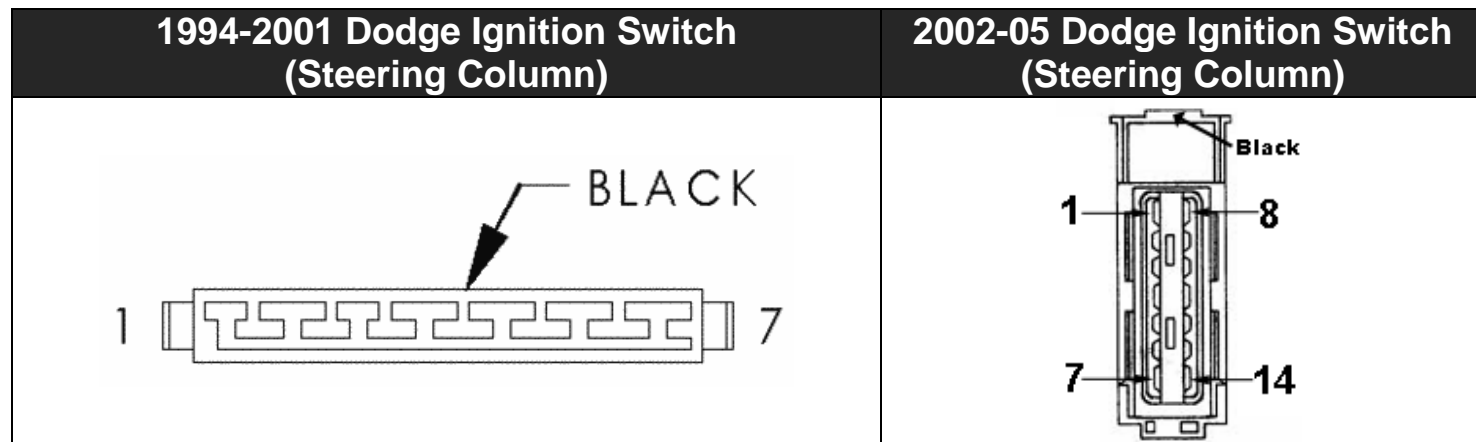 1994-2001 Dodge Ignition Switch
(Steering Column)
2002-05 Dodge Ignition Switch
(Steering Column)
BLACK
1
7
Black
1
8
7
14